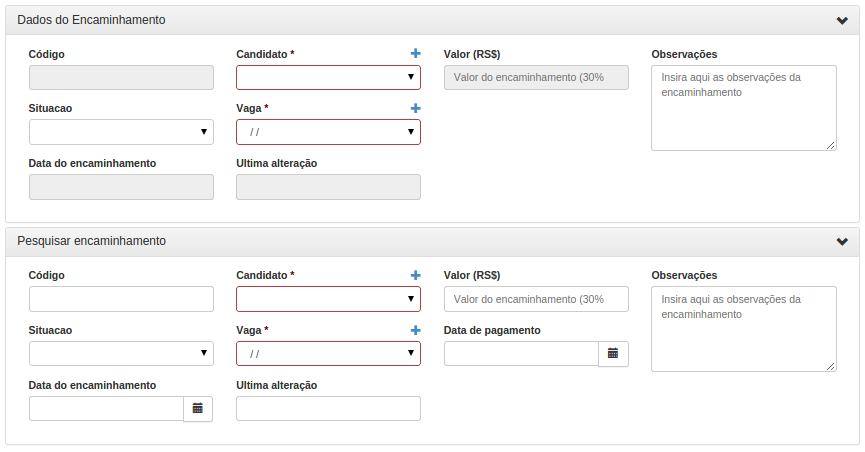 Dados do Encaminhamento
Código
Candidato *
Valor (RS$)
Observações
Valor do encaminhamento (30%
Insira aqui as observações da
encaminhamento
Situacao
Vaga *
/ /
Data do encaminhamento
Ultima alteração
Pesquisar encaminhamento
Código
Candidato *
Valor (RS$)
Observações
Valor do encaminhamento (30%
Insira aqui as observações da
encaminhamento
Situacao
Vaga *
Data de pagamento
/ /
Data do encaminhamento
Ultima alteração